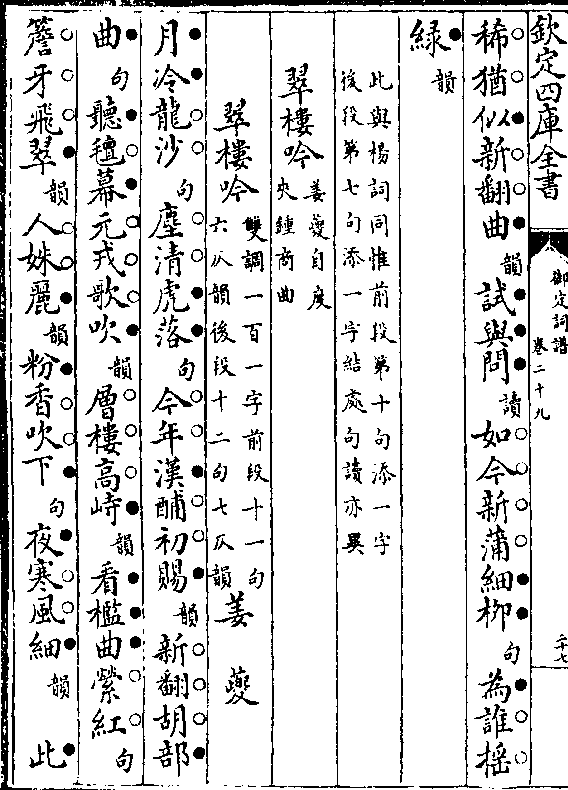 欽定四庫全書
御定詞譜
卷二十九
二十七
稀猶似新翻曲韻試與問讀如今新蒲細栁句為誰揺
緑韻
此與楊詞同惟前段第十句添一字
後段第七句添一字結處句讀亦異
翠樓吟姜夔自度
夾鍾商曲
翠樓吟雙調一百一字前段十一句
六仄韻後段十二句七仄韻姜夔
月冷龍沙句塵清虎落句今年漢酺初賜韻新翻胡部
曲句聽氊幕元戎歌吹韻層樓高峙韻看檻曲縈紅句
簷牙飛翠韻人姝麗韻粉香吹下句夜寒風細韻此